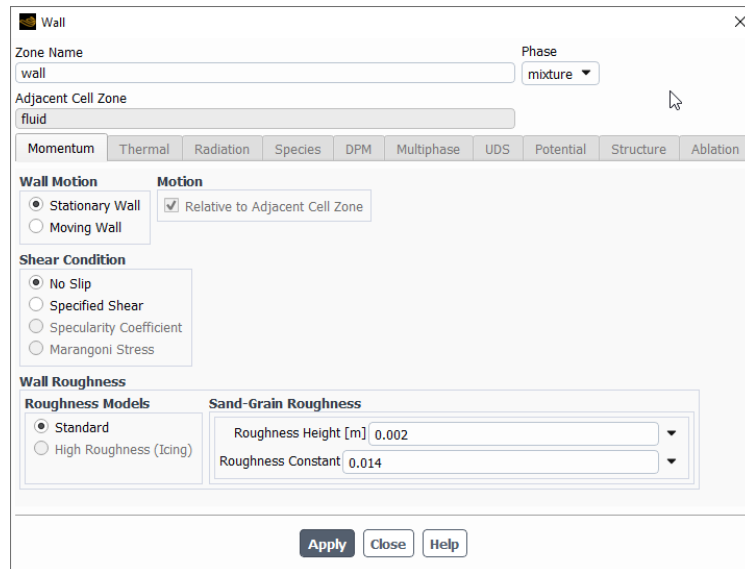 Wall
Zone Name
Phase
wall
mixture
Adjacent Cell Zone
fluid
Momentum Thermal Radiation Species DPM Multiphase UDS Potential Structure Ablation
Wall Motion
Motion
Stationary Wall
Relative to Adjacent Cell Zone
Moving Wall
Shear Condition
No Slip
Specified Shear
Specularity Coefficient
Marangoni Stress
Wall Roughness
Roughness Models
Sand-Grain Roughness
Standard
Roughness Height [m] 0.002
High Roughness (Icing)
Roughness Constant 0.014
Apply Close Help